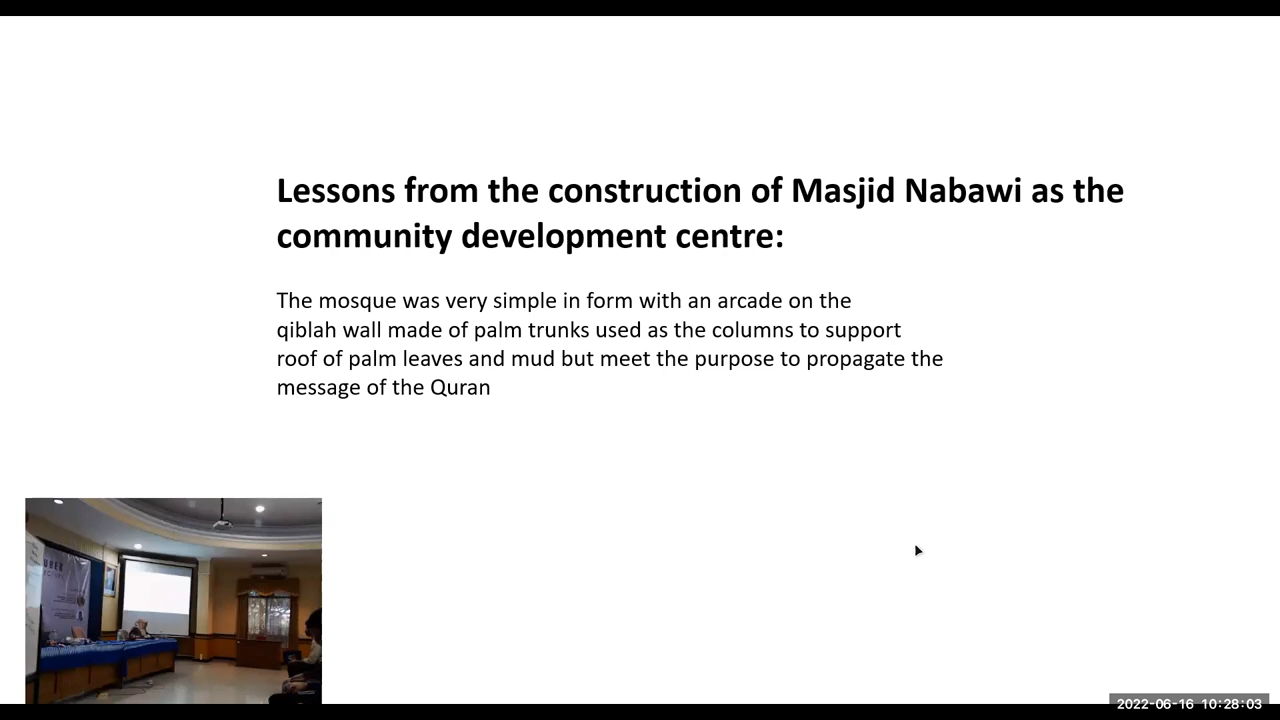 Lessons from the construction of Masjid Nabawi as the
community development centre:
The mosque was very simple in form with an arcade on the
qiblah wall made of palm trunks used as the columns to support
roof of palm leaves and mud but meet the purpose to propagate the
message of the Quran
2022-06-16 10:28:03